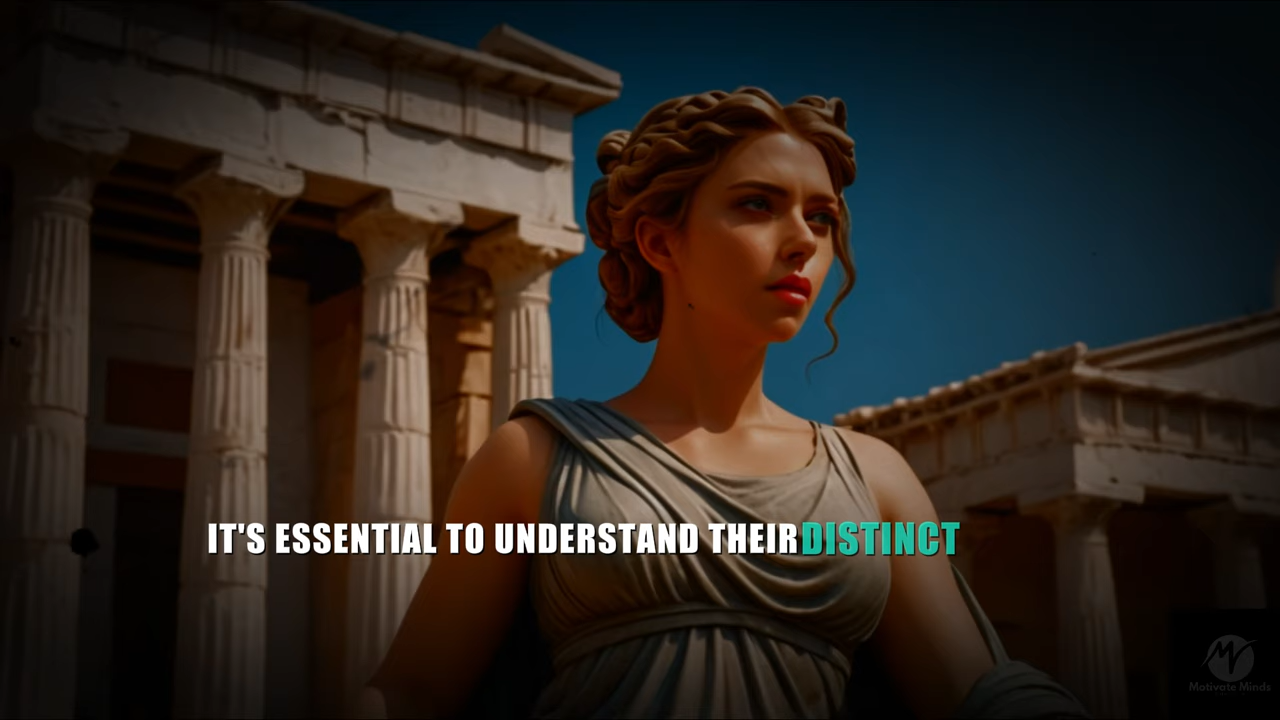 IT'S ESSENTIAL TO UNDERSTAND THEIR DISTINCT
Motivate Minds